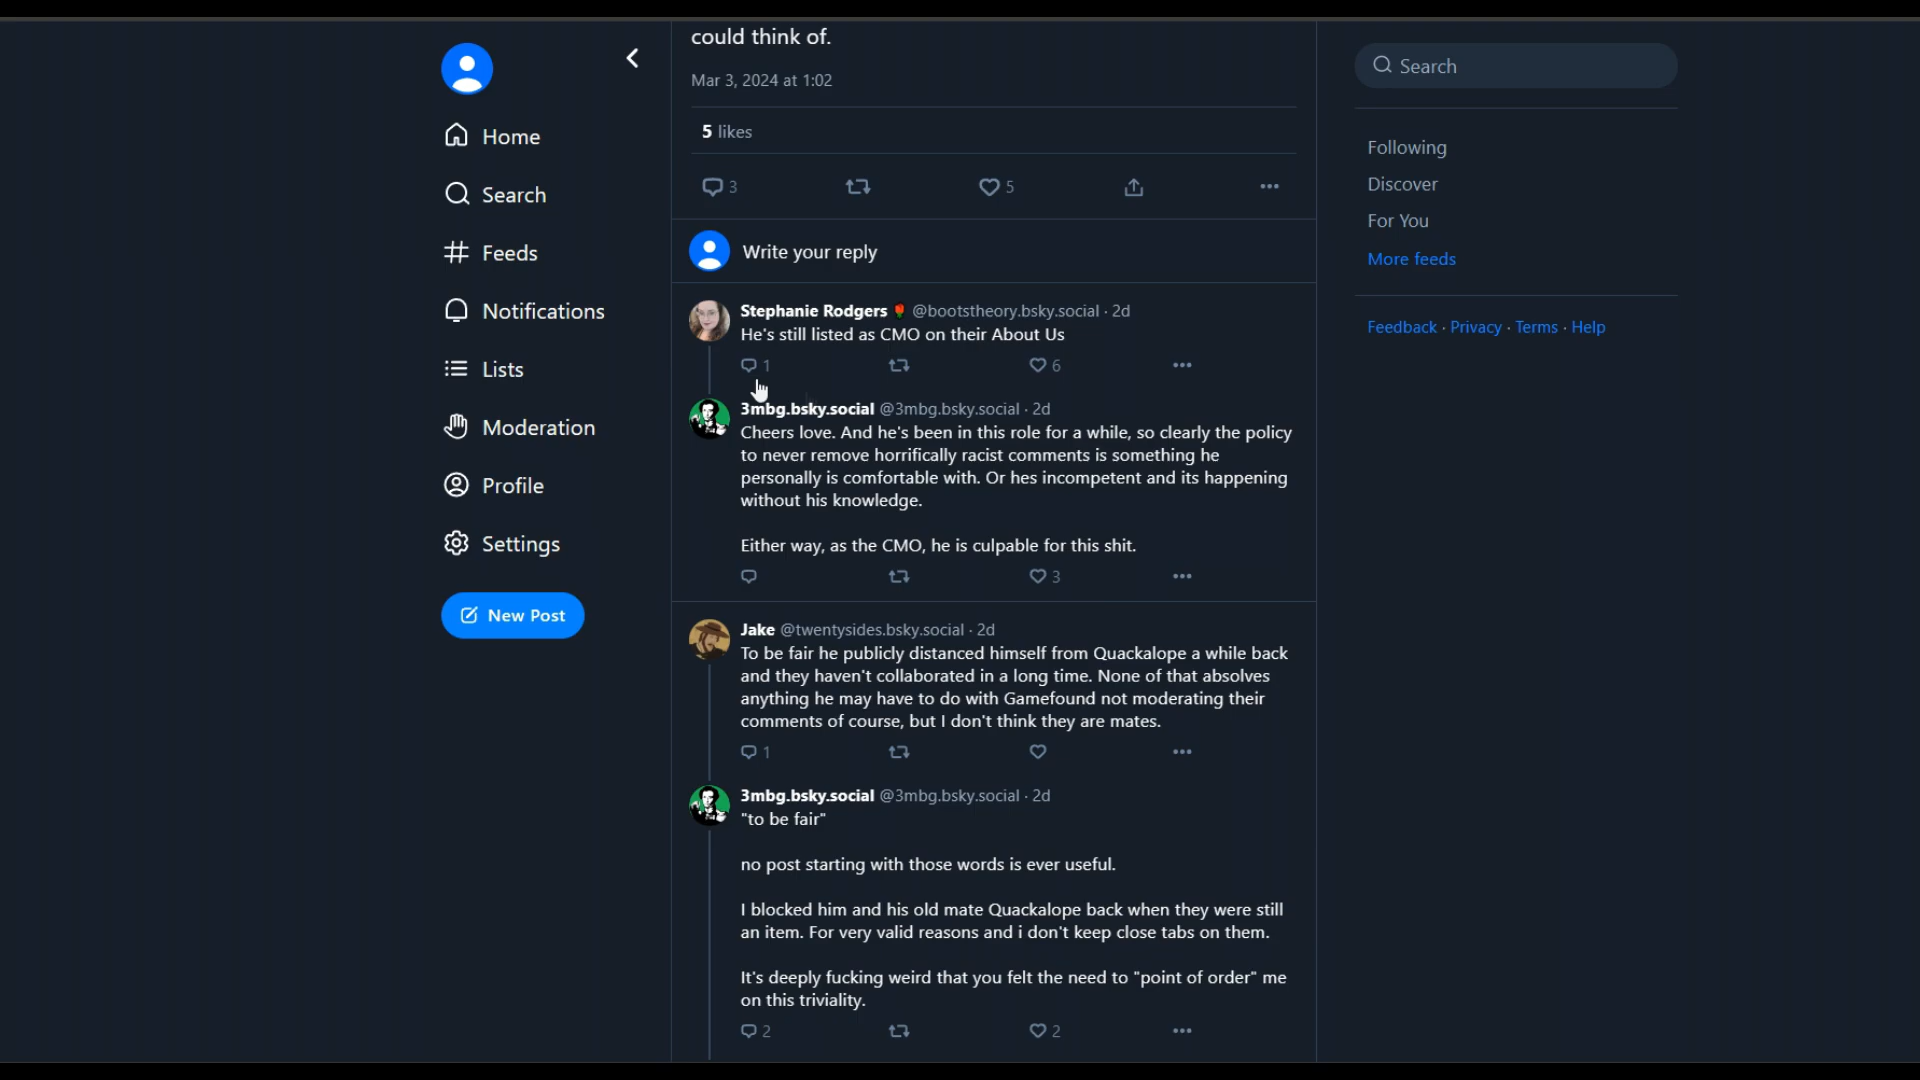 could think of.
Mar 3, 2024 at 1:02
5 likes
3
5
Write your reply
Home
Search
Feeds
Notifications
Lists
Moderation
Profile
Settings
New Post
Stephanie Rodgers 🌹 @bootstheory.bsky.social · 2d
He's still listed as CMO on their About Us
1
6
3mbg.bsky.social @3mbg.bsky.social · 2d
Cheers love. And he's been in this role for a while, so clearly the policy
to never remove horrifically racist comments is something he
personally is comfortable with. Or hes incompetent and its happening
without his knowledge.
Either way, as the CMO, he is culpable for this shit.
3
Jake @twentysides.bsky.social · 2d
To be fair he publicly distanced himself from Quackalope a while back
and they haven't collaborated in a long time. None of that absolves
anything he may have to do with Gamefound not moderating their
comments of course, but I don't think they are mates.
1
3mbg.bsky.social @3mbg.bsky.social · 2d
"to be fair"
no post starting with those words is ever useful.
I blocked him and his old mate Quackalope back when they were still
an item. For very valid reasons and i don't keep close tabs on them.
It's deeply fucking weird that you felt the need to "point of order" me
on this triviality.
2
2
Search
Following
Discover
For You
More feeds
Feedback · Privacy · Terms · Help